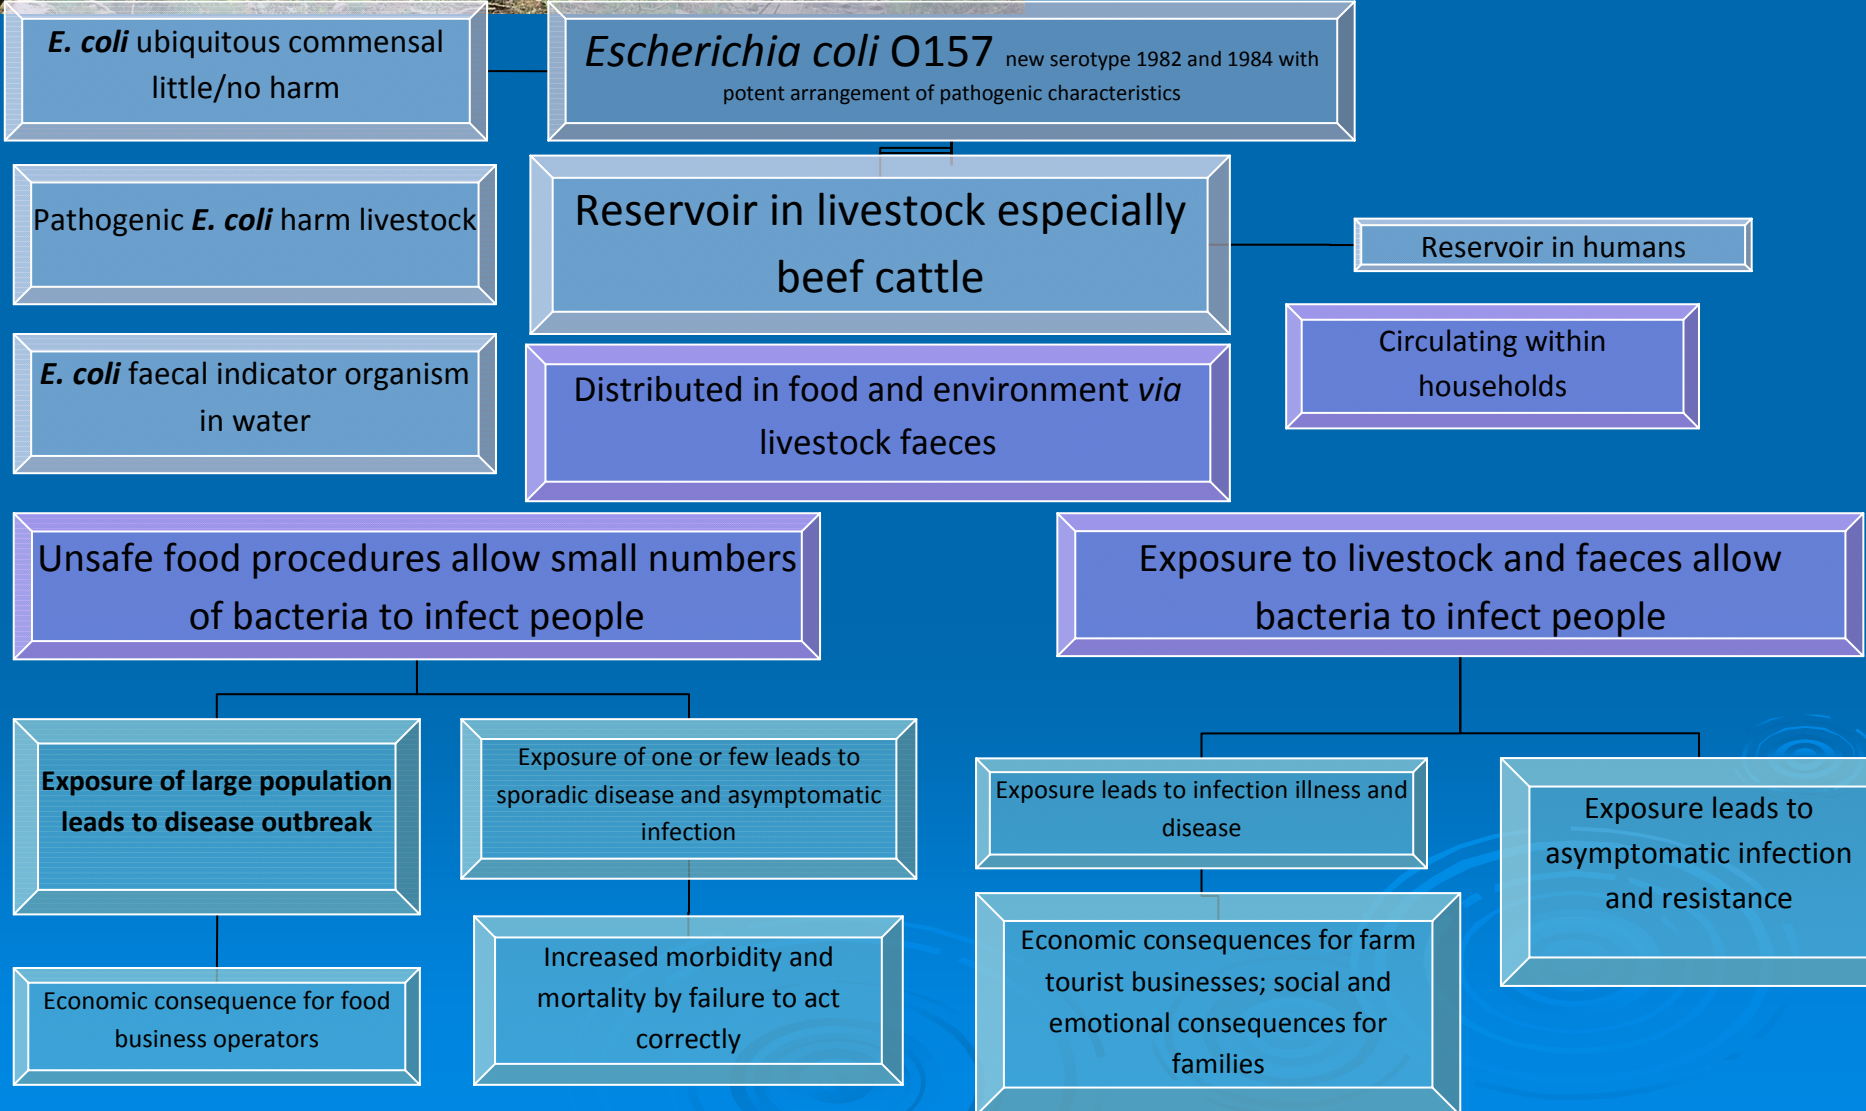 E. coli ubiquitous commensal
little/no harm
Escherichia coli O157 new serotype 1982 and 1984 with
potent arrangement of pathogenic characteristics
Pathogenic E. coli harm livestock
Reservoir in livestock especially
beef cattle
Reservoir in humans
E. coli faecal indicator organism
in water
Distributed in food and environment via
livestock faeces
Circulating within
households
Unsafe food procedures allow small numbers
of bacteria to infect people
Exposure to livestock and faeces allow
bacteria to infect people
Exposure of large population
leads to disease outbreak
Exposure of one or few leads to
sporadic disease and asymptomatic
infection
Exposure leads to infection illness and
disease
Exposure leads to
asymptomatic infection
and resistance
Economic consequence for food
business operators
Increased morbidity and
mortality by failure to act
correctly
Economic consequences for farm
tourist businesses; social and
emotional consequences for
families